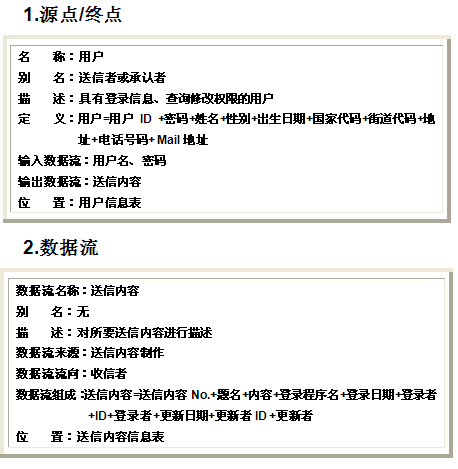 1.源点/终点
名 称：用户
别 名：送信者或承认者
描 述：具有登录信息、查询修改权限的用户
定 义：用户=用户 ID +密码+姓名+性别+出生日期+国家代码+街道代码+地
址+电话号码+ Mail 地址
输入数据流：用户名、密码
输出数据流：送信内容
位 置：用户信息表
2.数据流
数据流名称：送信内容
别 名：无
描 述：对所要送信内容进行描述
数据流来源：送信内容制作
数据流流向：收信者
数据流组成：送信内容=送信内容 No.+题名+内容+登录程序名+登录日期+登录者
+ID+登录者+更新日期+更新者 ID +更新者
位 置：送信内容信息表